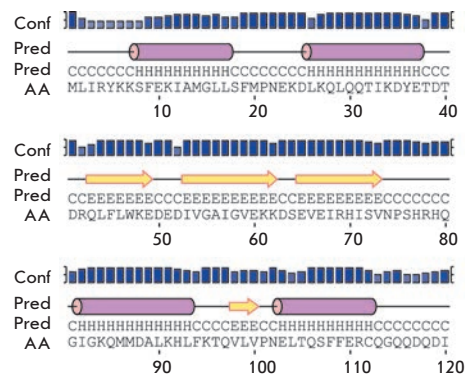 Conf
Pred
Pred CCCCCCCHHHHHHHHHHCCCCCCCCHHHHHHHHHHHHCCC
AA MLIRYKKSFEKIAMGLLSFMPNEKDLKQLQQTIKDYETDT
10 20 30 40
Conf
Pred
Pred CCEEEEEEECCCEEEEEEEEEECCEEEEEEEEECCCCCCC
AA DRQLFLWKEDEDIVGAIGVEKKDSEVEIRHISVNPSHRHQ
50 60 70 80
Conf
Pred
Pred CHHHHHHHHHHHHCCCCEEECCHHHHHHHHHHCCCCCCCC
AA GIGKQMMDALKHLFKTQVLVPNELTQSFFERCQGQQDQDI
90 100 110 120